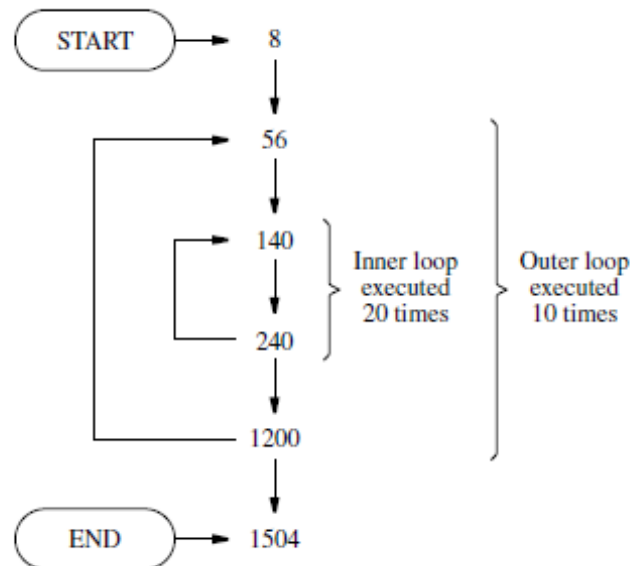 START
8
56
140
Inner loop
executed
20 times
Outer loop
executed
10 times
240
1200
END
1504